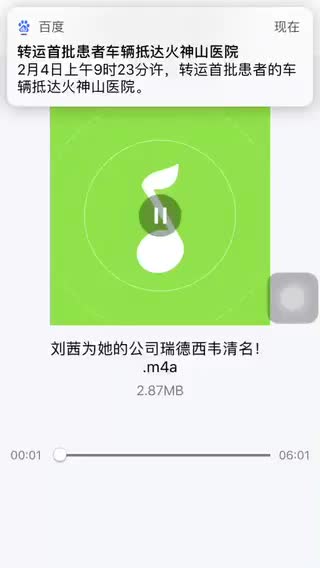 百度 现在
转运首批患者车辆抵达火神山医院
2月4日上午9时23分许，转运首批患者的车
辆抵达火神山医院。
刘茜为她的公司瑞德西韦清名！
.m4a
2.87MB
00:01 06:01